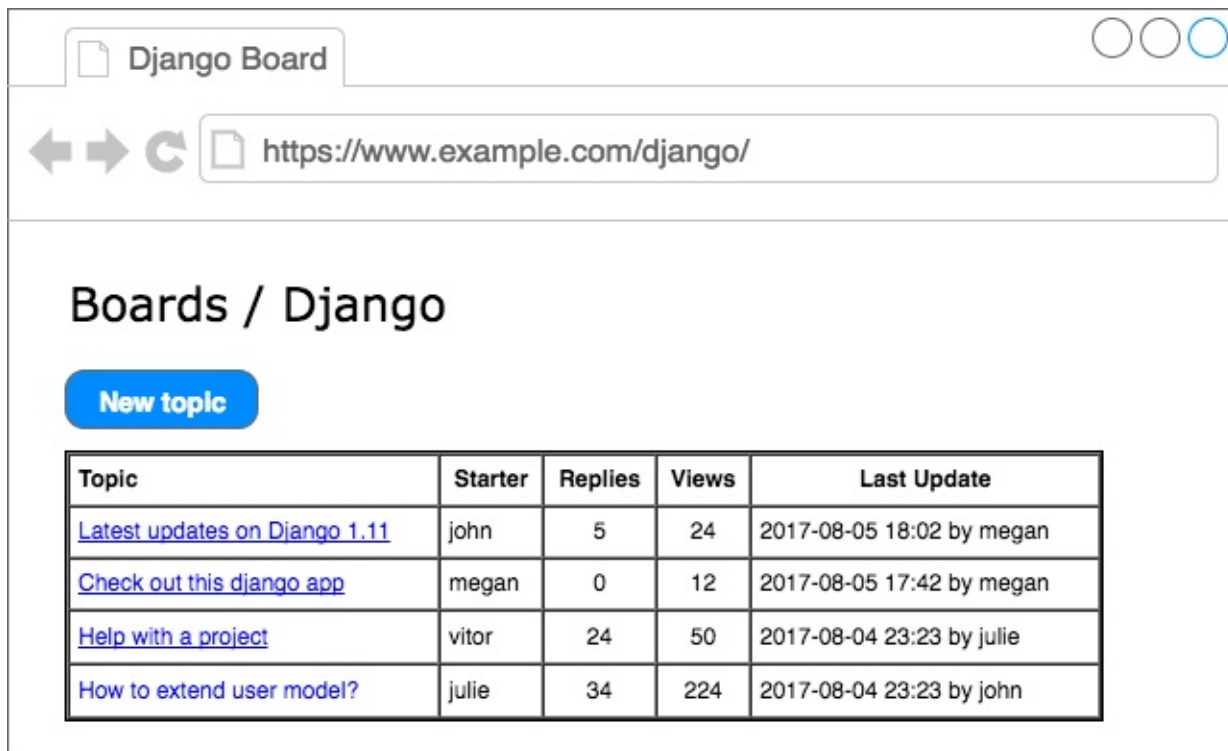 Django Board
https://www.example.com/django/
Boards / Django
New topic
Topic Starter Replies Views Last Update
Latest updates on Django 1.11 john 5 24 2017-08-05 18:02 by megan
Check out this django app megan 0 12 2017-08-05 17:42 by megan
Help with a project vitor 24 50 2017-08-04 23:23 by julie
How to extend user model? julie 34 224 2017-08-04 23:23 by john